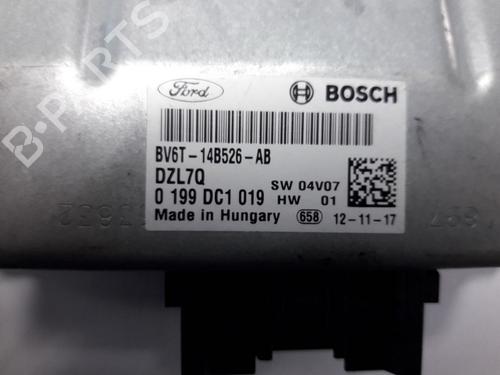 B-PARTS
Ford
BOSCH
BV6T-14B526-AB
DZL7Q
SW 04V07
0 199 DC1 019 HW 01
Made in Hungary 658 12-11-17